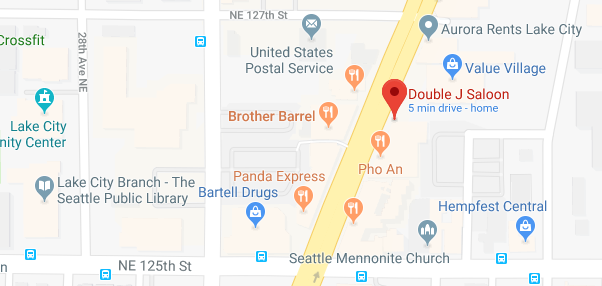 NE 127th St
Crossfit
28th Ave NE
Aurora Rents Lake City
United States
Postal Service
Value Village
Double J Saloon
5 min drive - home
Brother Barrel
Lake City
nity Center
Pho An
Panda Express
Lake City Branch - The
Seattle Public Library
Bartell Drugs
Hempfest Central
Seattle Mennonite Church
n
NE 125th St